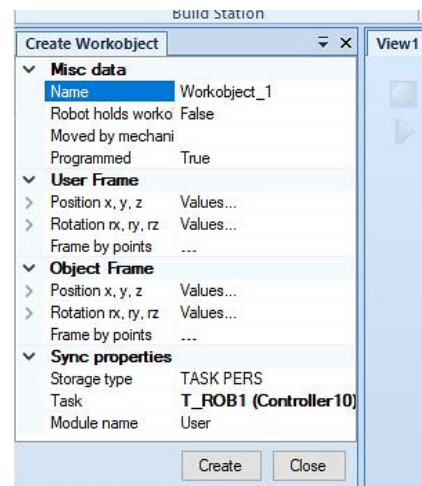 Build Station
Create Workobject View1
Misc data
Name Workobject_1
Robot holds worko False
Moved by mechani
Programmed True
User Frame
Position x, y, z Values...
Rotation rx, ry, rz Values...
Frame by points ...
Object Frame
Position x, y, z Values...
Rotation rx, ry, rz Values...
Frame by points ...
Sync properties
Storage type TASK PERS
Task T_ROB1 (Controller10)
Module name User
Create Close